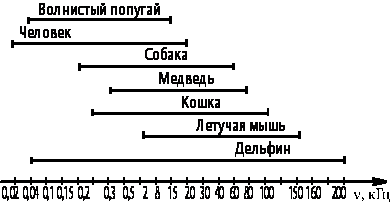 Волнистый попугай
Человек
Собака
Медведь
Кошка
Летучая мышь
Дельфин
0,02 0,04 0,1 0,15 0,2 0,3 0,5 2 8 15 20 30 40 60 80 100 150 160 200 ν, кГц